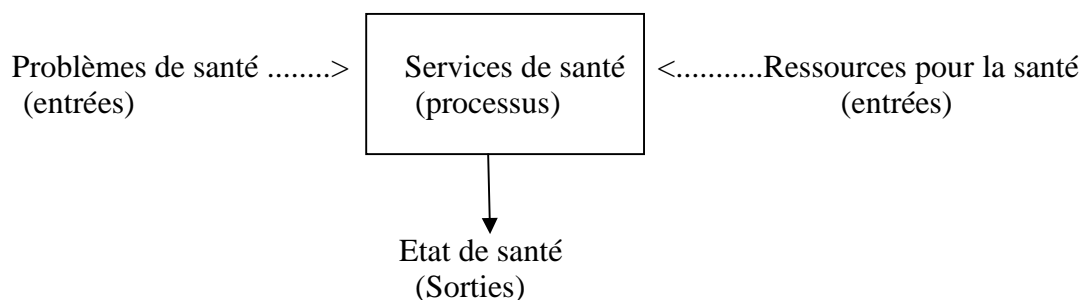 Problèmes de santé ........> Services de santé <...........Ressources pour la santé
(entrées) (processus) (entrées)
Etat de santé
(Sorties)